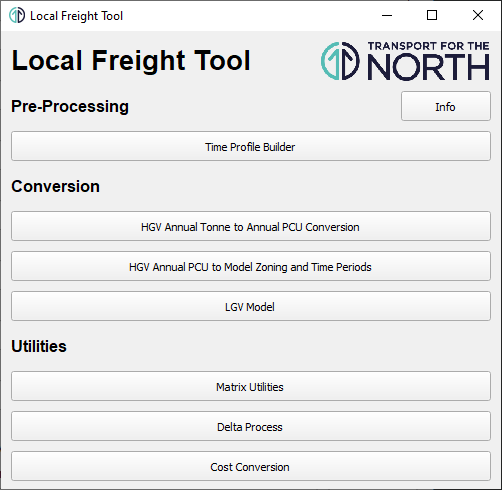 Local Freight Tool
Local Freight Tool
TRANSPORT FOR THE
NORTH
Pre-Processing
Info
Time Profile Builder
Conversion
HGV Annual Tonne to Annual PCU Conversion
HGV Annual PCU to Model Zoning and Time Periods
LGV Model
Utilities
Matrix Utilities
Delta Process
Cost Conversion